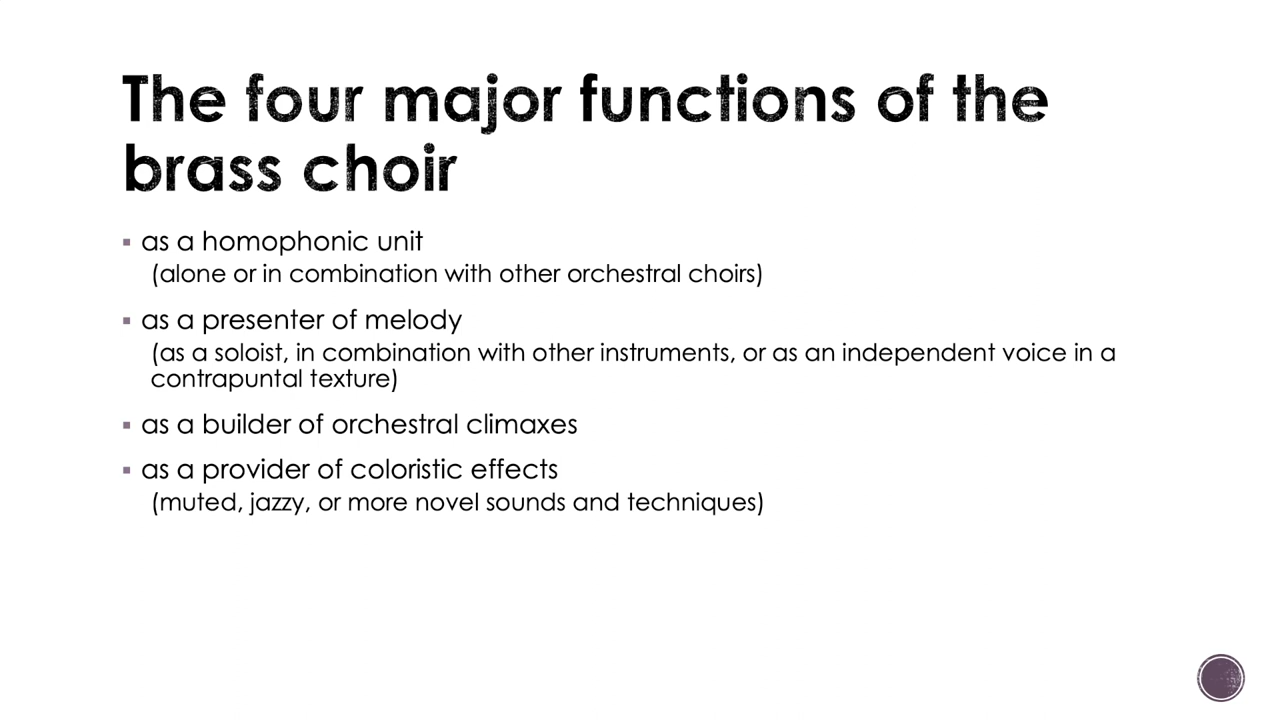 The four major functions of the
brass choir
▪ as a homophonic unit
(alone or in combination with other orchestral choirs)
▪ as a presenter of melody
(as a soloist, in combination with other instruments, or as an independent voice in a
contrapuntal texture)
▪ as a builder of orchestral climaxes
▪ as a provider of coloristic effects
(muted, jazzy, or more novel sounds and techniques)